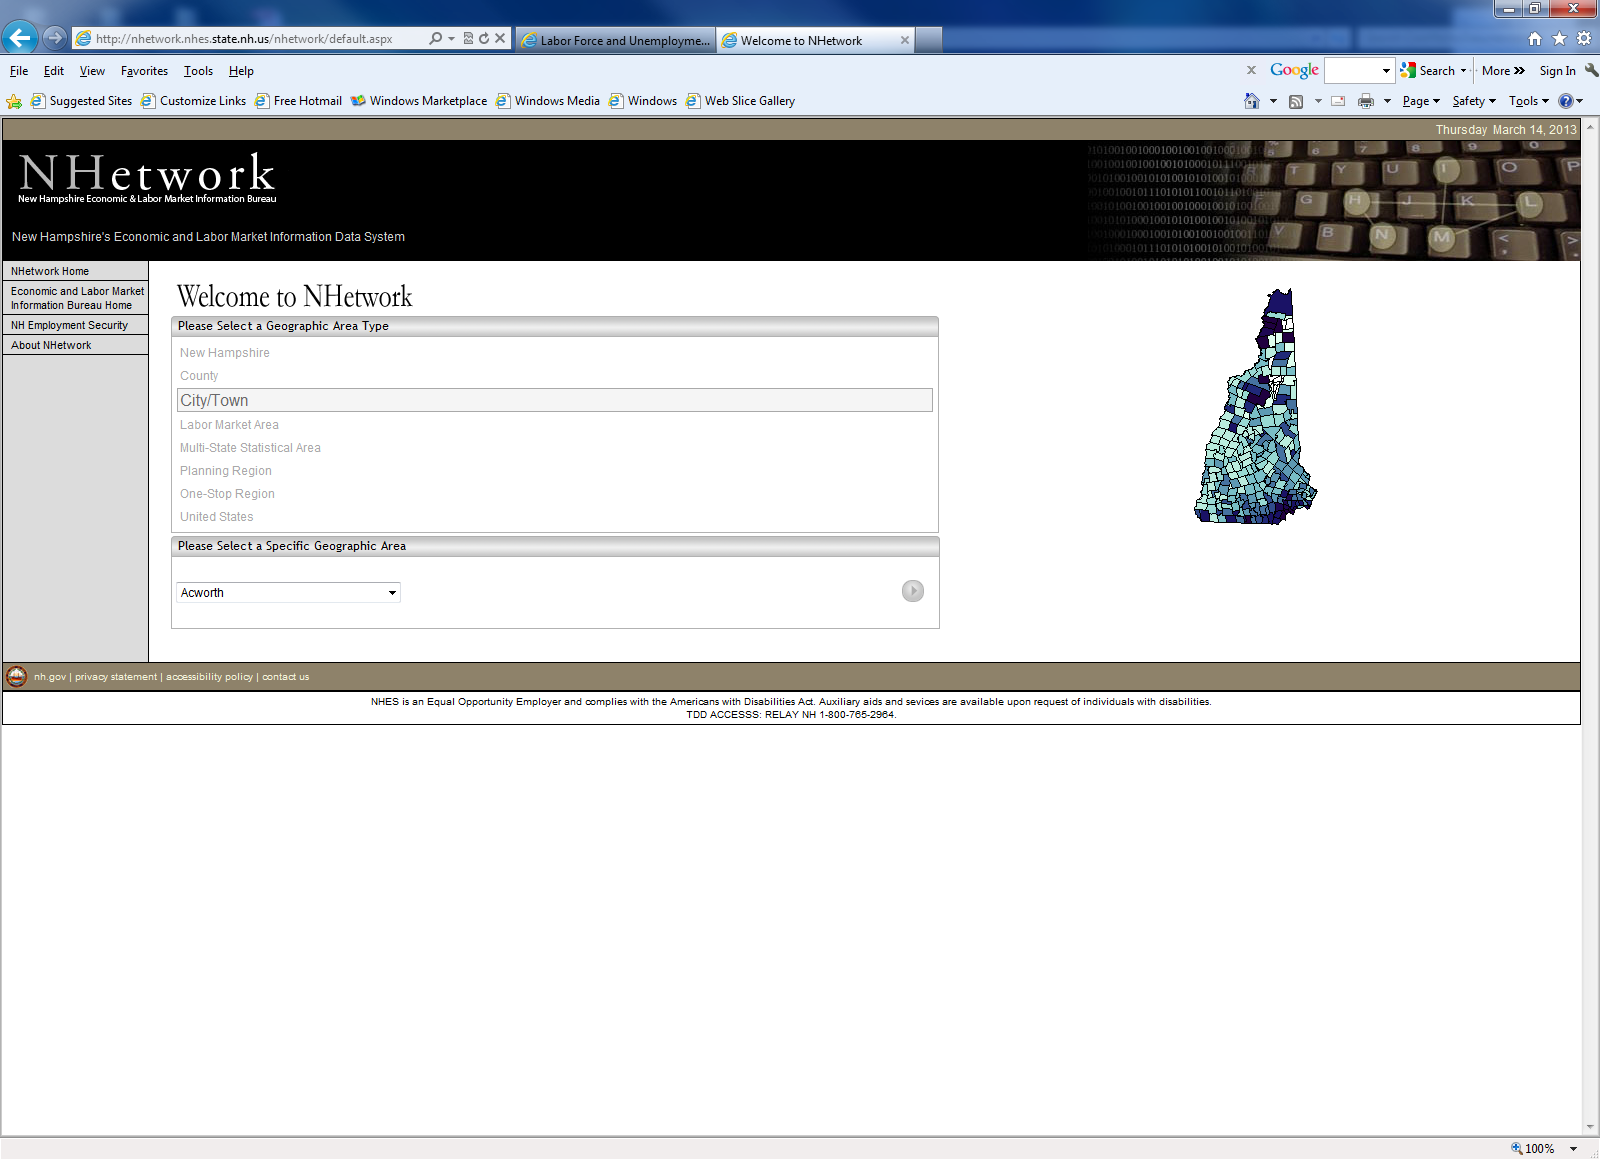 http://nhetwork.nhes.state.nh.us/nhetwork/default.aspx
Labor Force and Unemployme...
Welcome to NHetwork
File Edit View Favorites Tools Help
Google Search More » Sign In
Suggested Sites Customize Links Free Hotmail Windows Marketplace Windows Media Windows Web Slice Gallery
Page Safety Tools
Thursday March 14, 2013
NHetwork
New Hampshire Economic & Labor Market Information Bureau
New Hampshire's Economic and Labor Market Information Data System
NHetwork Home
Economic and Labor Market
Information Bureau Home
NH Employment Security
About NHetwork
Welcome to NHetwork
Please Select a Geographic Area Type
New Hampshire
County
City/Town
Labor Market Area
Multi-State Statistical Area
Planning Region
One-Stop Region
United States
Please Select a Specific Geographic Area
Acworth
nh.gov | privacy statement | accessibility policy | contact us
NHES is an Equal Opportunity Employer and complies with the Americans with Disabilities Act. Auxiliary aids and sevices are available upon request of individuals with disabilities.
TDD ACCESSS: RELAY NH 1-800-765-2964.
100%